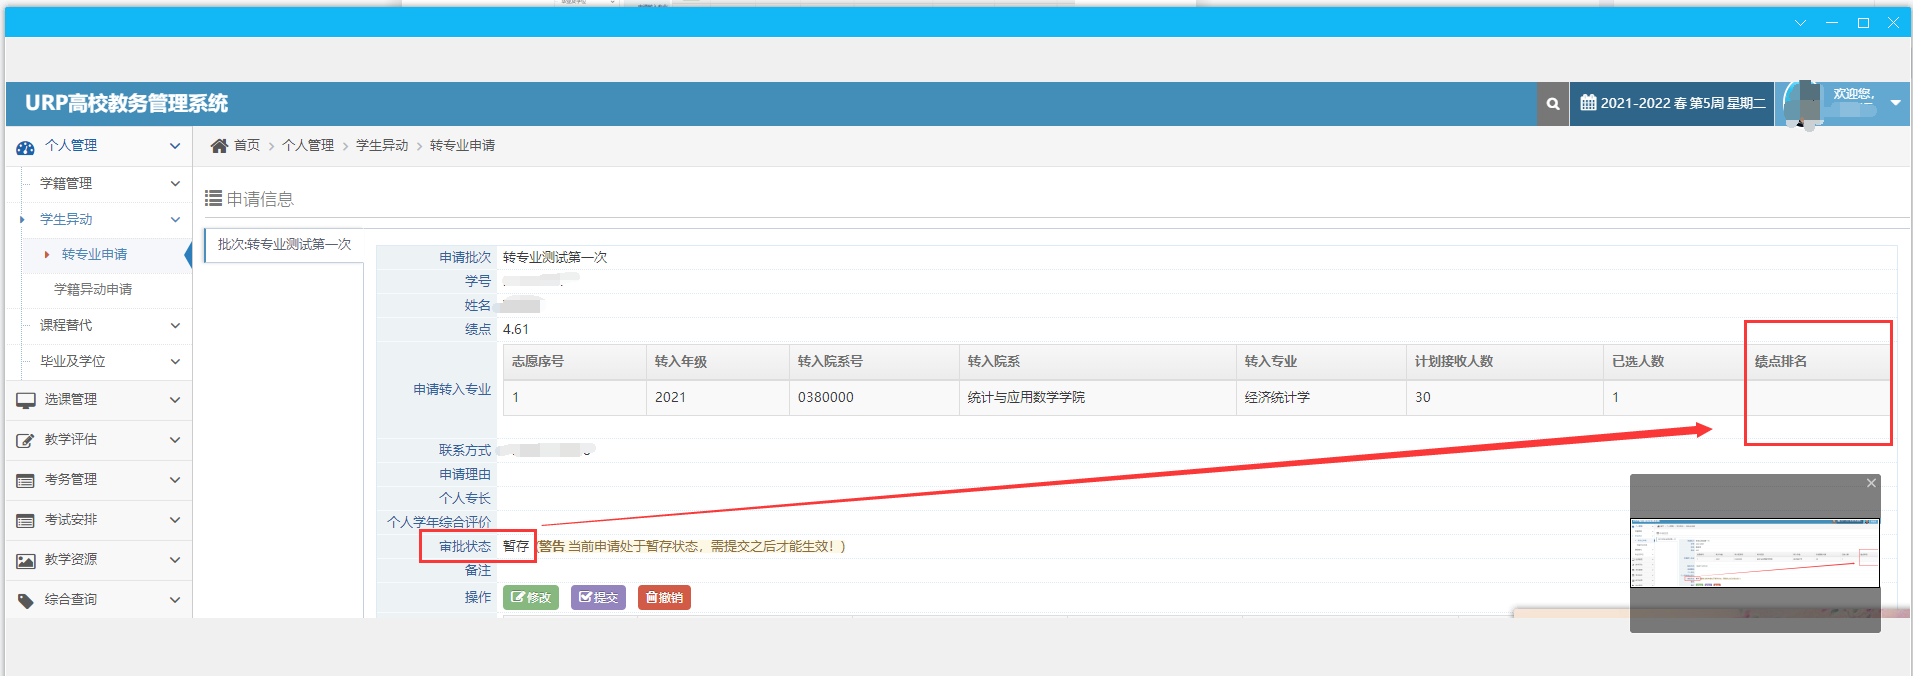 URP高校教务管理系统
2021-2022 春 第5周 星期二
欢迎您,
个人管理
首页 > 个人管理 > 学生异动 > 转专业申请
学籍管理
学生异动
转专业申请
学籍异动申请
课程替代
毕业及学位
选课管理
教学评估
考务管理
考试安排
教学资源
综合查询
申请信息
批次:转专业测试第一次
申请批次 转专业测试第一次
学号
姓名
绩点 4.61
申请转入专业
志愿序号 转入年级 转入院系号 转入院系 转入专业 计划接收人数 已选人数 绩点排名
1 2021 0380000 统计与应用数学学院 经济统计学 30 1
联系方式
申请理由
个人专长
个人学年综合评价
审批状态 暂存 (警告 当前申请处于暂存状态，需提交之后才能生效！)
备注
操作 修改 提交 撤销